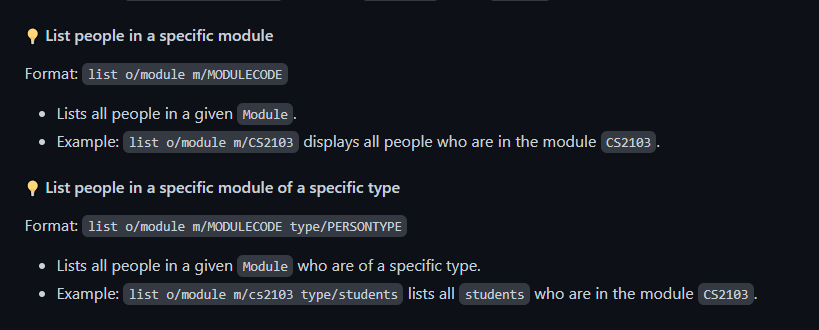 💡 List people in a specific module
Format: list o/module m/MODULECODE
• Lists all people in a given Module.
• Example: list o/module m/CS2103 displays all people who are in the module CS2103.
💡 List people in a specific module of a specific type
Format: list o/module m/MODULECODE type/PERSONTYPE
• Lists all people in a given Module who are of a specific type.
• Example: list o/module m/cs2103 type/students lists all students who are in the module CS2103.